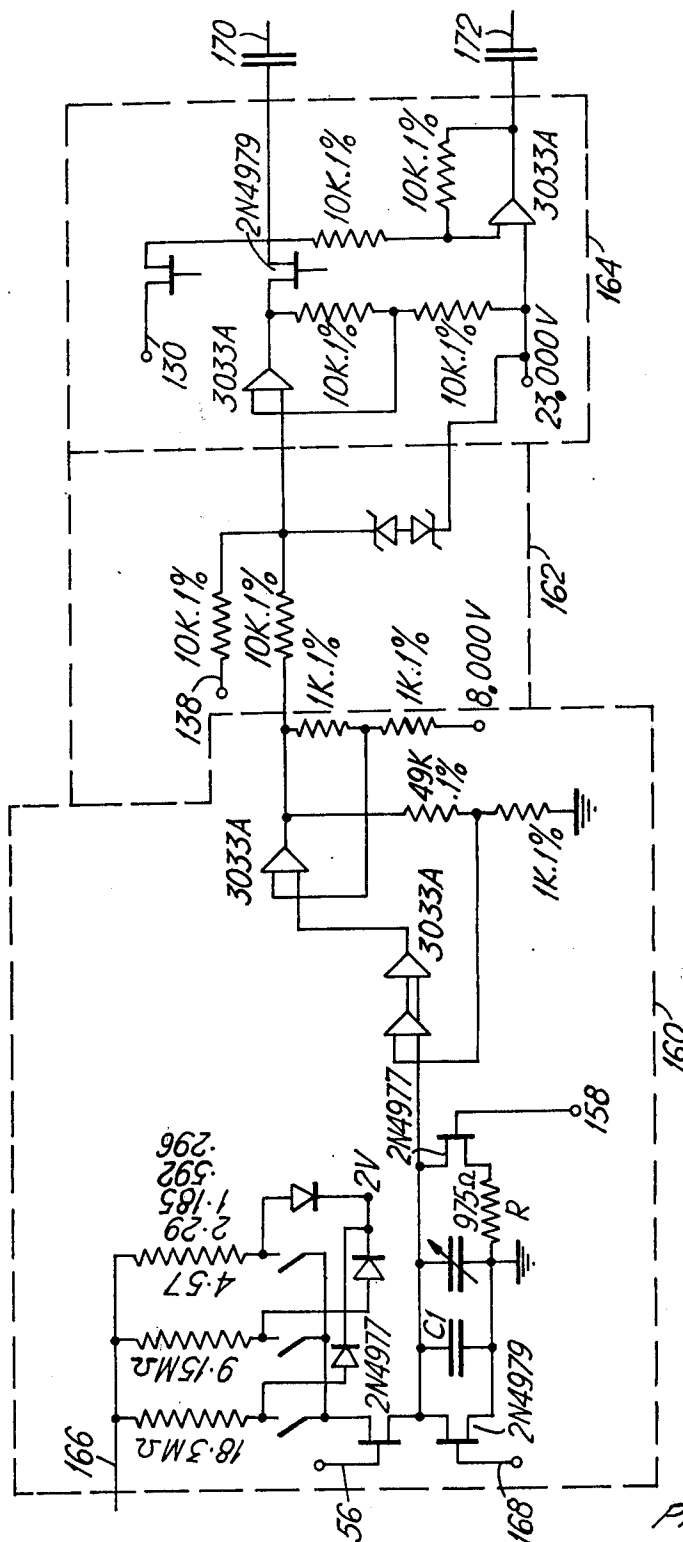 170
172
2N4979
10K.1%
10K.1%
3033A
164
130
3033A
10K.1%
10K.1%
23.000V
10K.1%
10K.1%
138
1K.1%
1K.1%
8.000V
162
3033A
49K
.1%
1K.1%
3033A
160
166
18.3MΩ
9.15MΩ
4.57
2.29
1.185
.592
.296
2V
2N4977
2N4977
C1
975Ω
R
158
2N4979
56
168